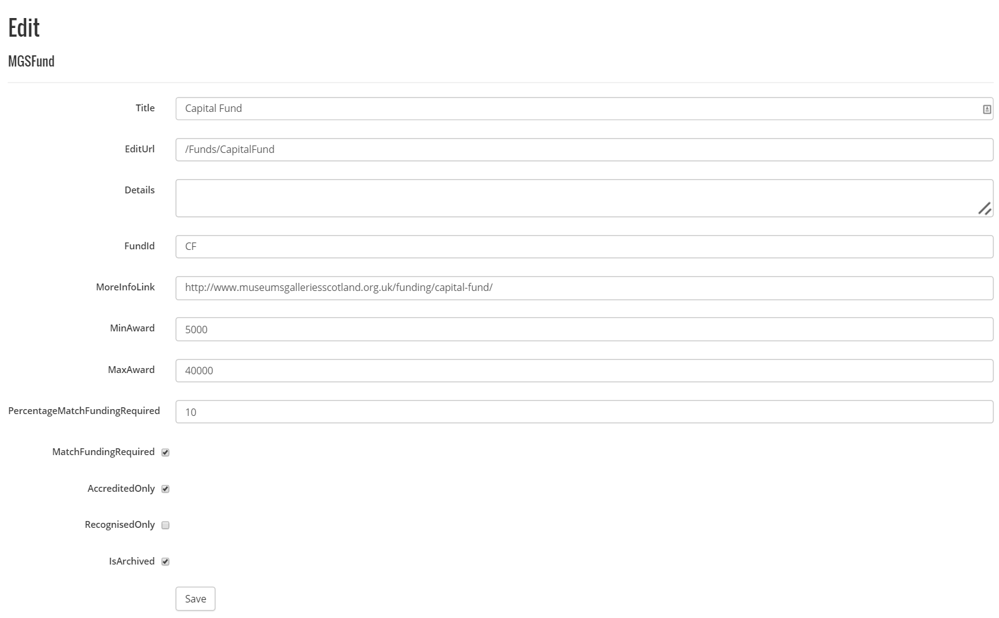 Edit
MGSFund
Title Capital Fund
EditUrl /Funds/CapitalFund
Details
FundId CF
MoreInfoLink http://www.museumsgalleriesscotland.org.uk/funding/capital-fund/
MinAward 5000
MaxAward 40000
PercentageMatchFundingRequired 10
MatchFundingRequired
AccreditedOnly
RecognisedOnly
IsArchived
Save